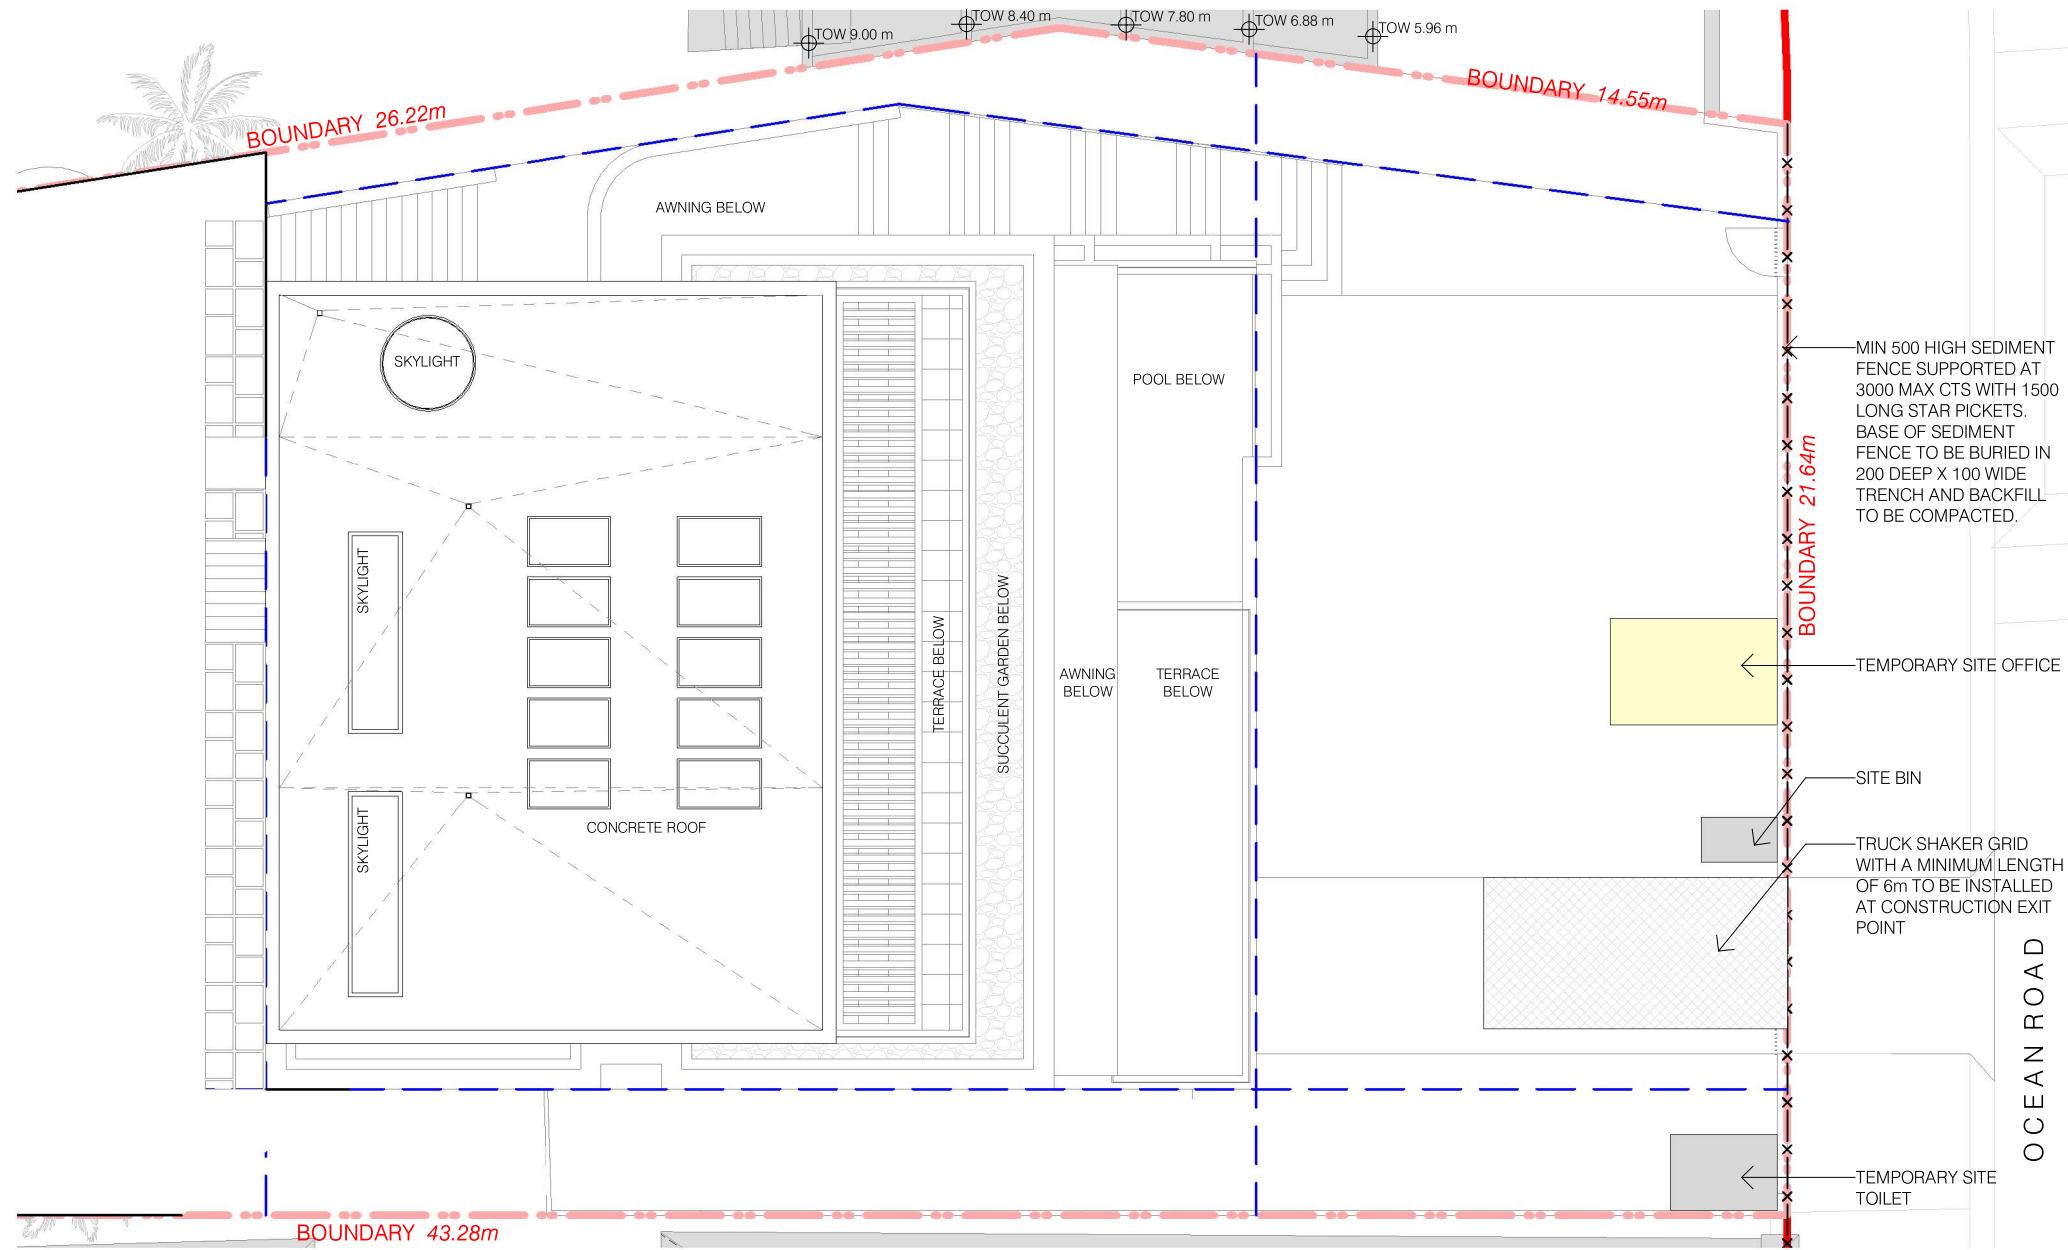 TOW 9.00 m
TOW 8.40 m
TOW 7.80 m
TOW 6.88 m
TOW 5.96 m
BOUNDARY 26.22m
BOUNDARY 14.55m
AWNING BELOW
SKYLIGHT
POOL BELOW
MIN 500 HIGH SEDIMENT
FENCE SUPPORTED AT
3000 MAX CTS WITH 1500
LONG STAR PICKETS.
BASE OF SEDIMENT
FENCE TO BE BURIED IN
200 DEEP X 100 WIDE
TRENCH AND BACKFILL
TO BE COMPACTED.
BOUNDARY 21.64m
SKYLIGHT
TERRACE BELOW
SUCCULENT GARDEN BELOW
AWNING
BELOW
TERRACE
BELOW
TEMPORARY SITE OFFICE
SITE BIN
SKYLIGHT
CONCRETE ROOF
TRUCK SHAKER GRID
WITH A MINIMUM LENGTH
OF 6m TO BE INSTALLED
AT CONSTRUCTION EXIT
POINT
OCEAN ROAD
TEMPORARY SITE
TOILET
BOUNDARY 43.28m